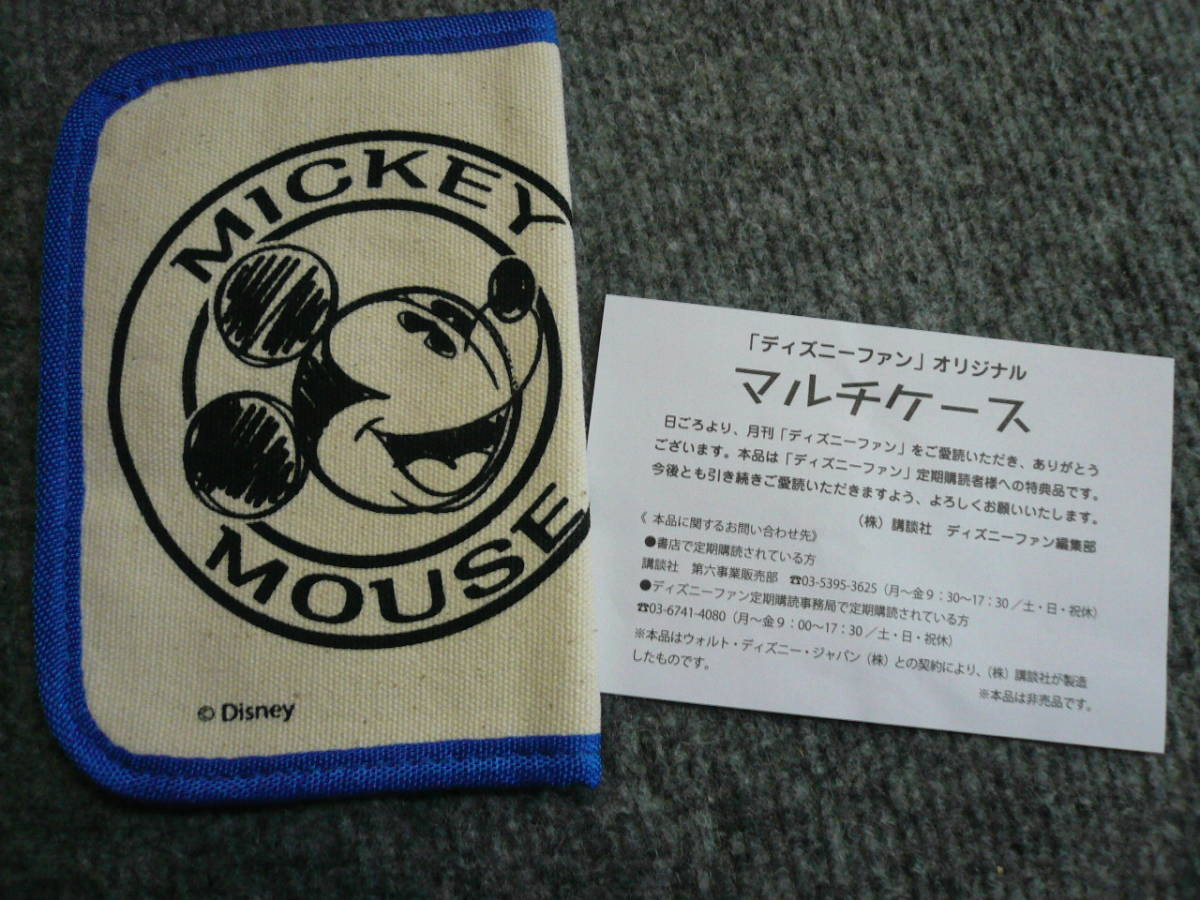 MICKEY
MOUSE
© Disney
「ディズニーファン」オリジナル
マルチケース
日ごろより、月刊「ディズニーファン」をご愛読いただき、ありがとう
ございます。本品は「ディズニーファン」定期購読者様への特典品です。
今後とも引き続きご愛読いただきますよう、よろしくお願いいたします。
（株）講談社　ディズニーファン編集部
《 本品に関するお問い合わせ先》
●書店で定期購読されている方
講談社　第六事業販売部　☎03-5395-3625（月～金９：30～17：30／土・日・祝休）
●ディズニーファン定期購読事務局で定期購読されている方
☎03-6741-4080（月～金９：00～17：30／土・日・祝休）
※本品はウォルト・ディズニー・ジャパン（株）との契約により、（株）講談社が製造
したものです。
※本品は非売品です。